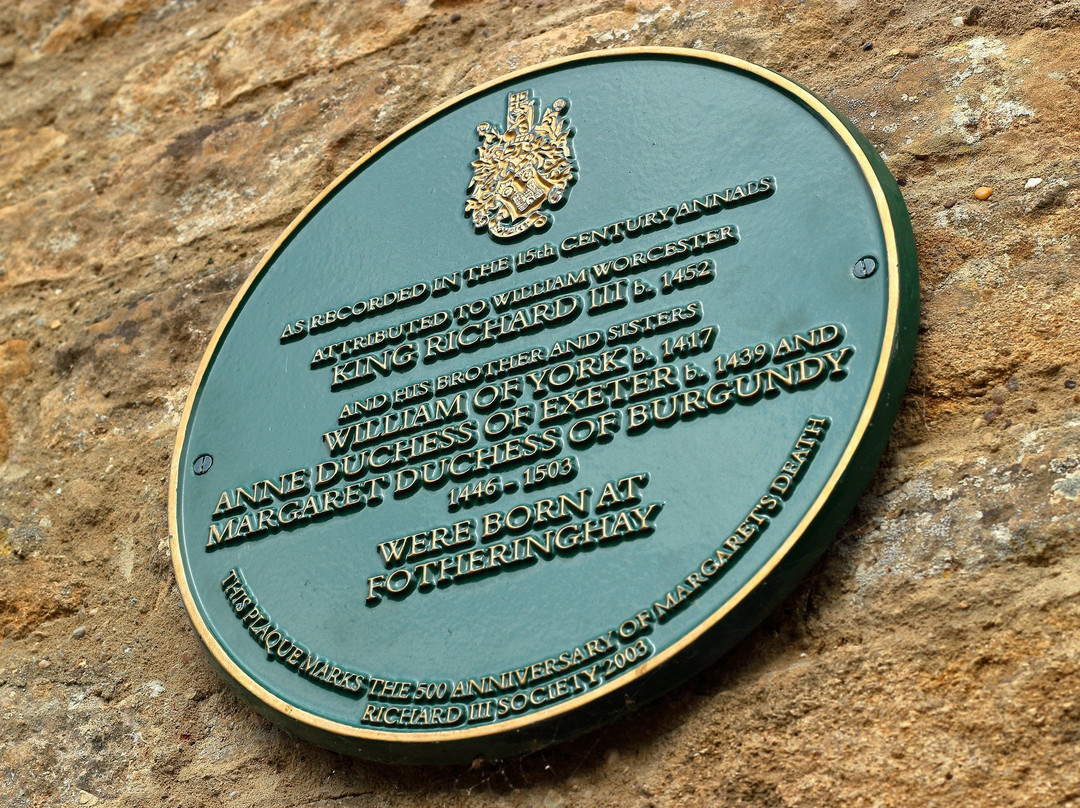 AS RECORDED IN THE 15th CENTURY ANNALS
ATTRIBUTED TO WILLIAM WORCESTER
KING RICHARD III b. 1452
AND HIS BROTHER AND SISTERS
WILLIAM OF YORK b. 1417
ANNE DUCHESS OF EXETER b. 1439 AND
MARGARET DUCHESS OF BURGUNDY
1446 - 1503
WERE BORN AT
FOTHERINGHAY
THIS PLAQUE MARKS THE 500 ANNIVERSARY OF MARGARET'S DEATH
RICHARD III SOCIETY 2003